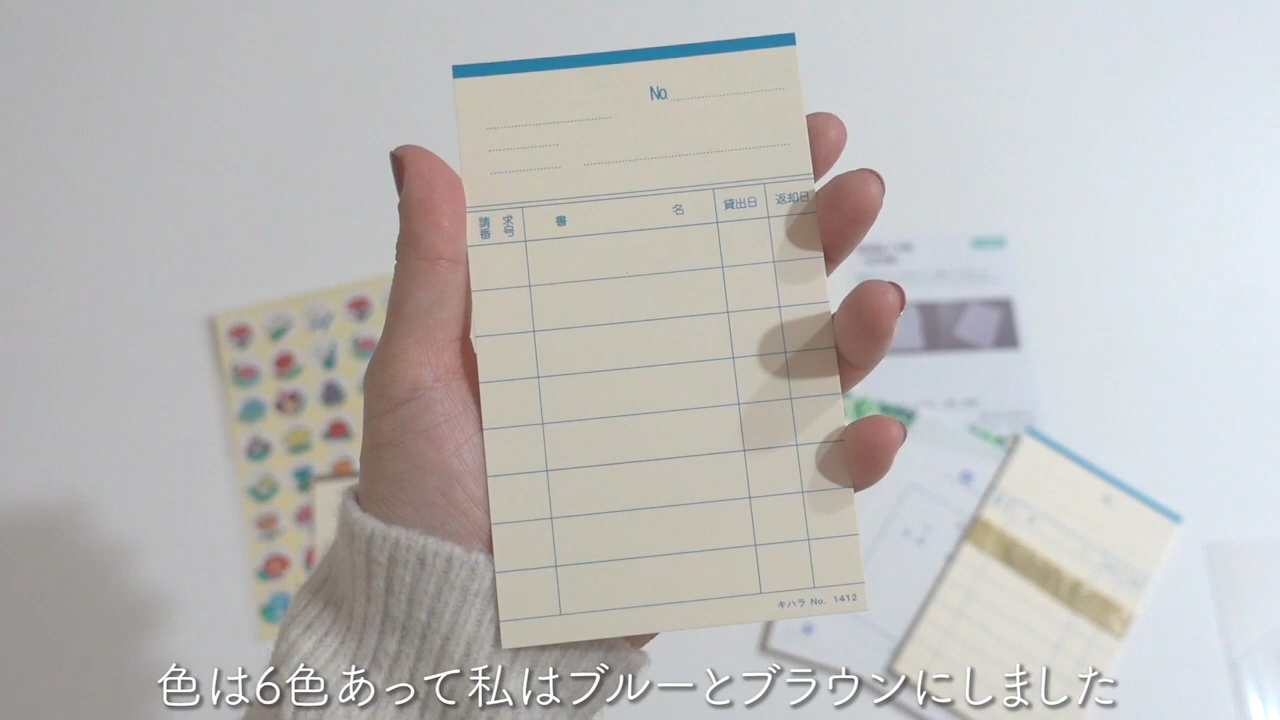 No.
請求番号
書名
貸出日
返却日
キハラ No. 1412
色は6色あって私はブルーとブラウンにしました